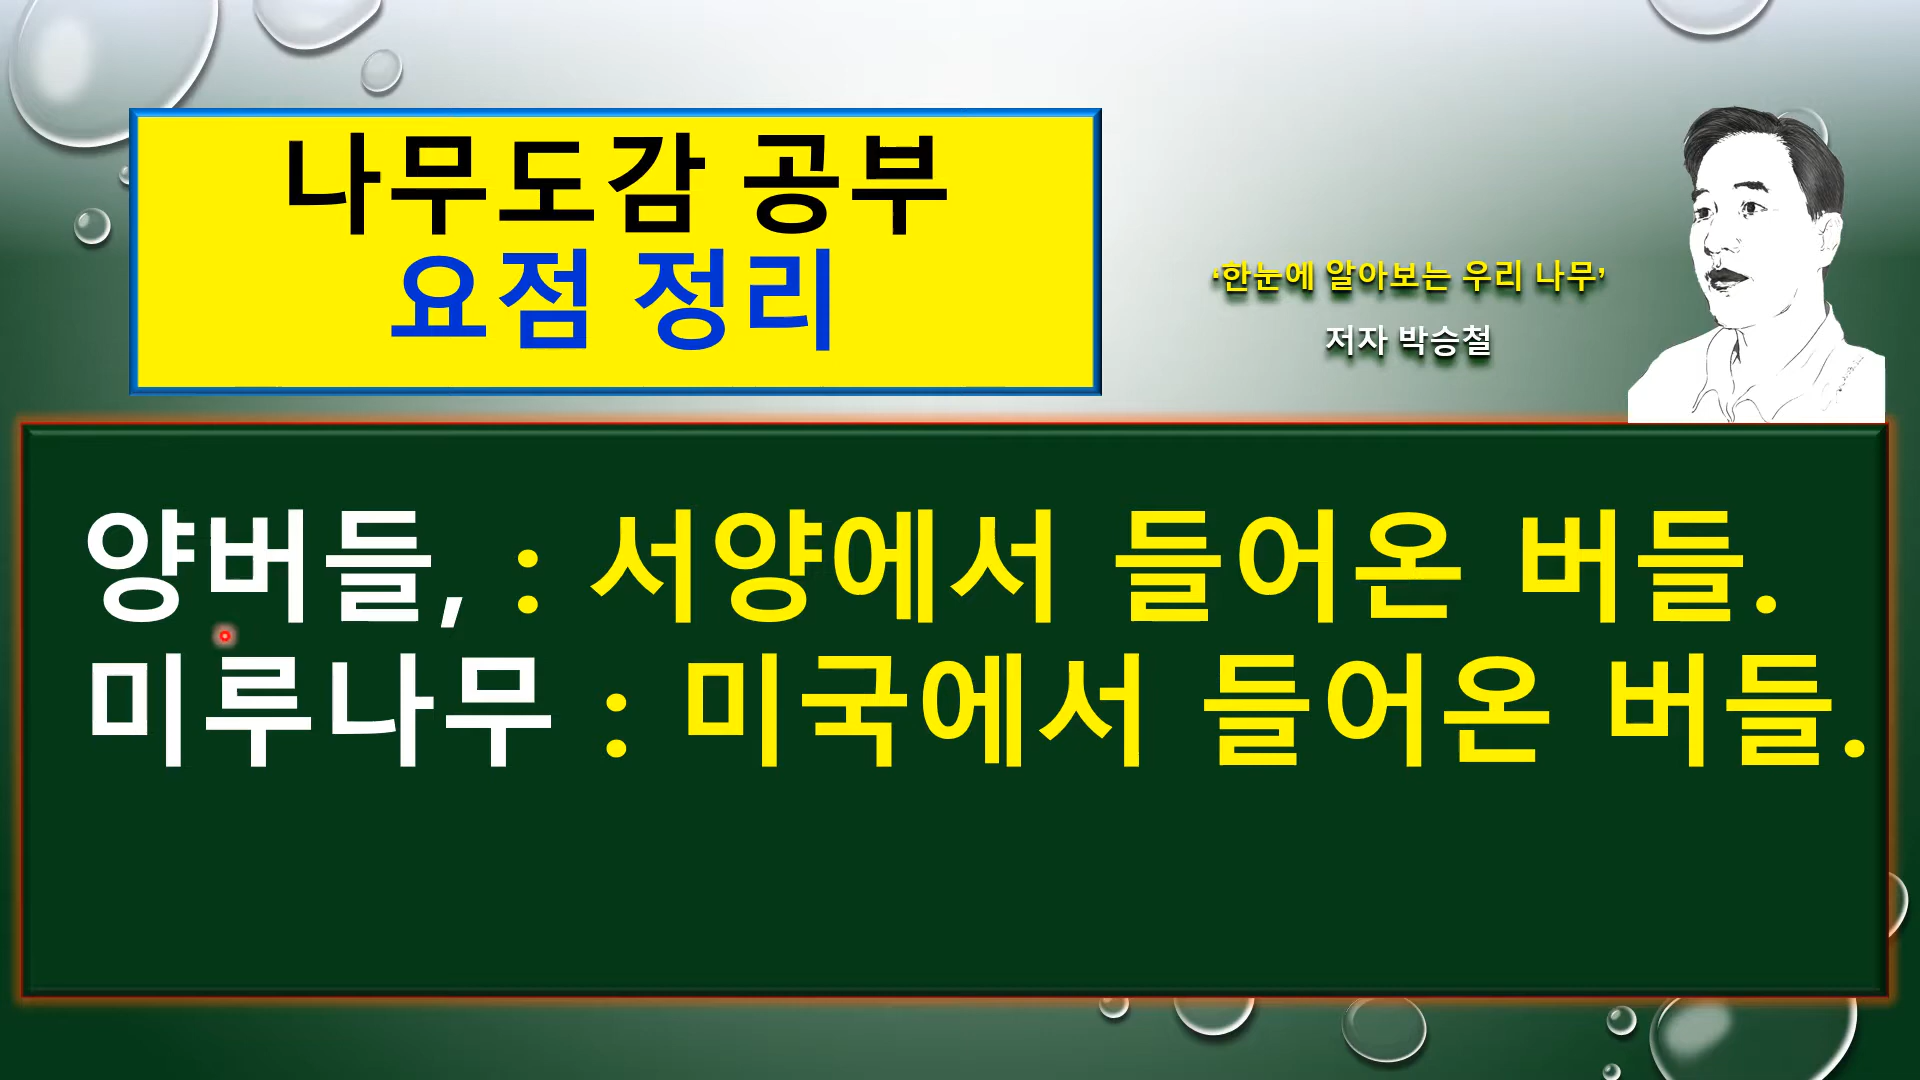 나무도감 공부
요점 정리
‘한눈에 알아보는 우리 나무’
저자 박승철
양버들, : 서양에서 들어온 버들.
미루나무 : 미국에서 들어온 버들.